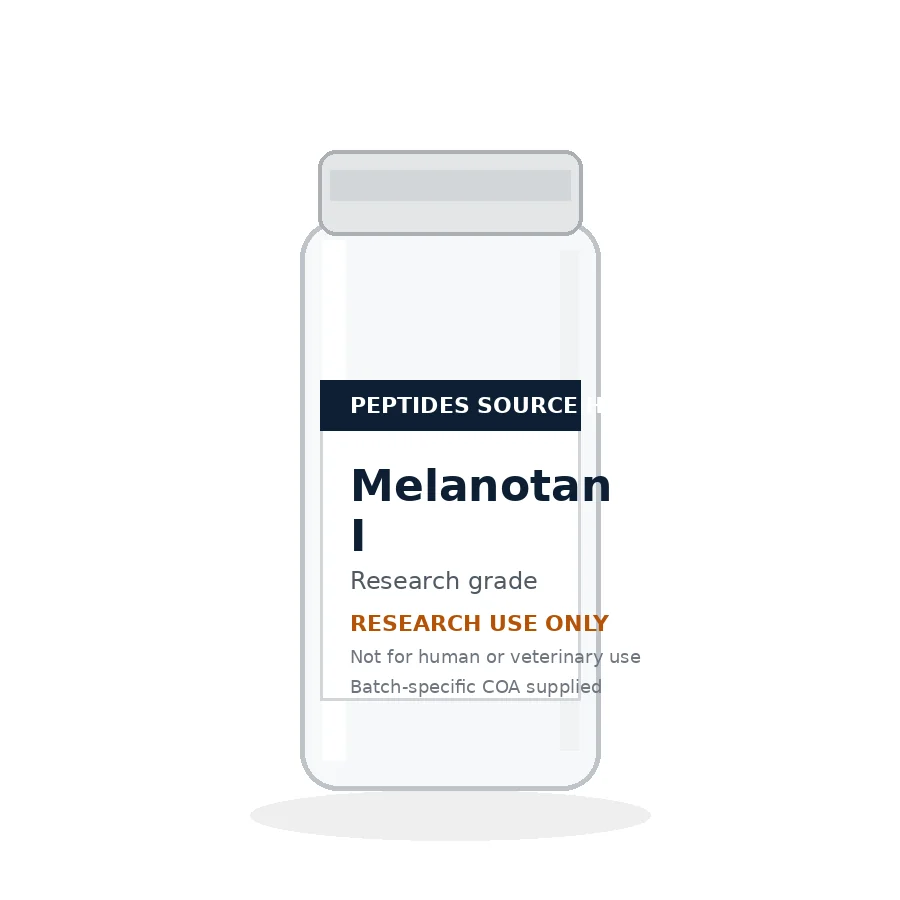 PEPTIDES SOURCE H
Melanotan
I
Research grade
RESEARCH USE ONLY
Not for human or veterinary use
Batch-specific COA supplied